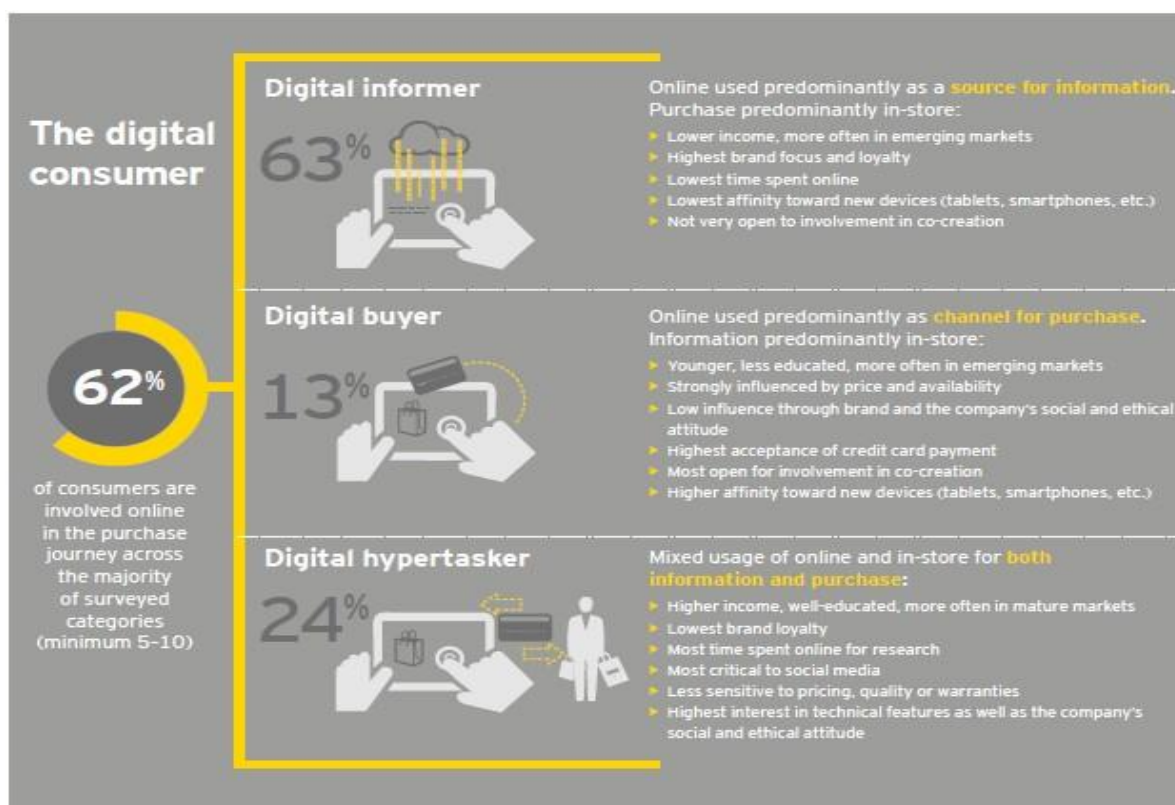 The digital
consumer
62%
of consumers are
involved online
in the purchase
journey across
the majority
of surveyed
categories
(minimum 5-10)
Digital informer
63%
Online used predominantly as a source for information.
Purchase predominantly in-store:
► Lower income, more often in emerging markets
► Highest brand focus and loyalty
► Lowest time spent online
► Lowest affinity toward new devices (tablets, smartphones, etc.)
► Not very open to involvement in co-creation
Digital buyer
13%
Online used predominantly as channel for purchase.
Information predominantly in-store:
► Younger, less educated, more often in emerging markets
► Strongly influenced by price and availability
► Low influence through brand and the company's social and ethical
attitude
► Highest acceptance of credit card payment
► Most open for involvement in co-creation
► Higher affinity toward new devices (tablets, smartphones, etc.)
Digital hypertasker
24%
Mixed usage of online and in-store for both
information and purchase:
► Higher income, well-educated, more often in mature markets
► Lowest brand loyalty
► Most time spent online for research
► Most critical to social media
► Less sensitive to pricing, quality or warranties
► Highest interest in technical features as well as the company's
social and ethical attitude